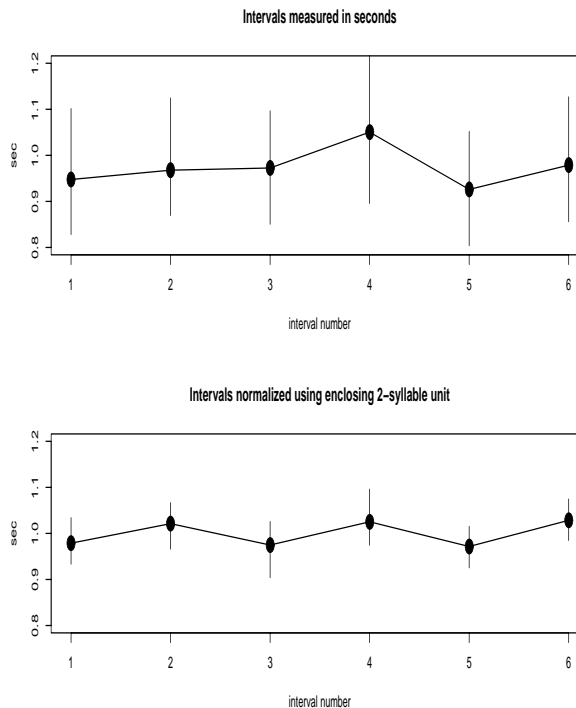 Intervals measured in seconds
1.2
1.1
1.0
0.9
0.8
sec
1 2 3 4 5 6
interval number
Intervals normalized using enclosing 2−syllable unit
1.2
1.1
1.0
0.9
0.8
sec
1 2 3 4 5 6
interval number